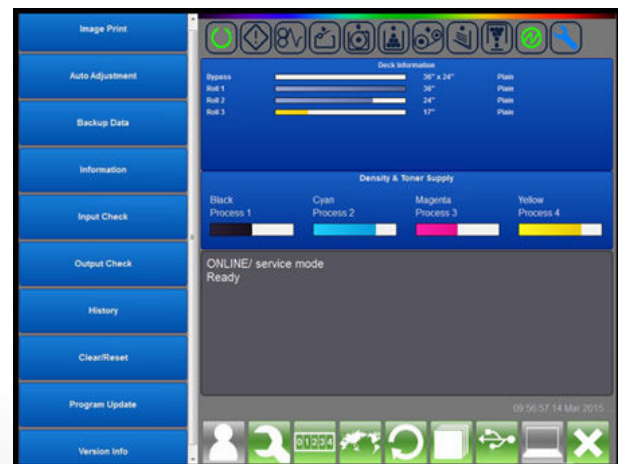 Image Print
Auto Adjustment
Backup Data
Information
Input Check
Output Check
History
Clear/Reset
Program Update
Version Info
Deck Information
Bypass 36" x 24" Plain
Roll 1 36" Plain
Roll 2 24" Plain
Roll 3 17" Plain
Density & Toner Supply
Black Cyan Magenta Yellow
Process 1 Process 2 Process 3 Process 4
ONLINE/ service mode
Ready
09:56:57 14 Mar 2015
01234